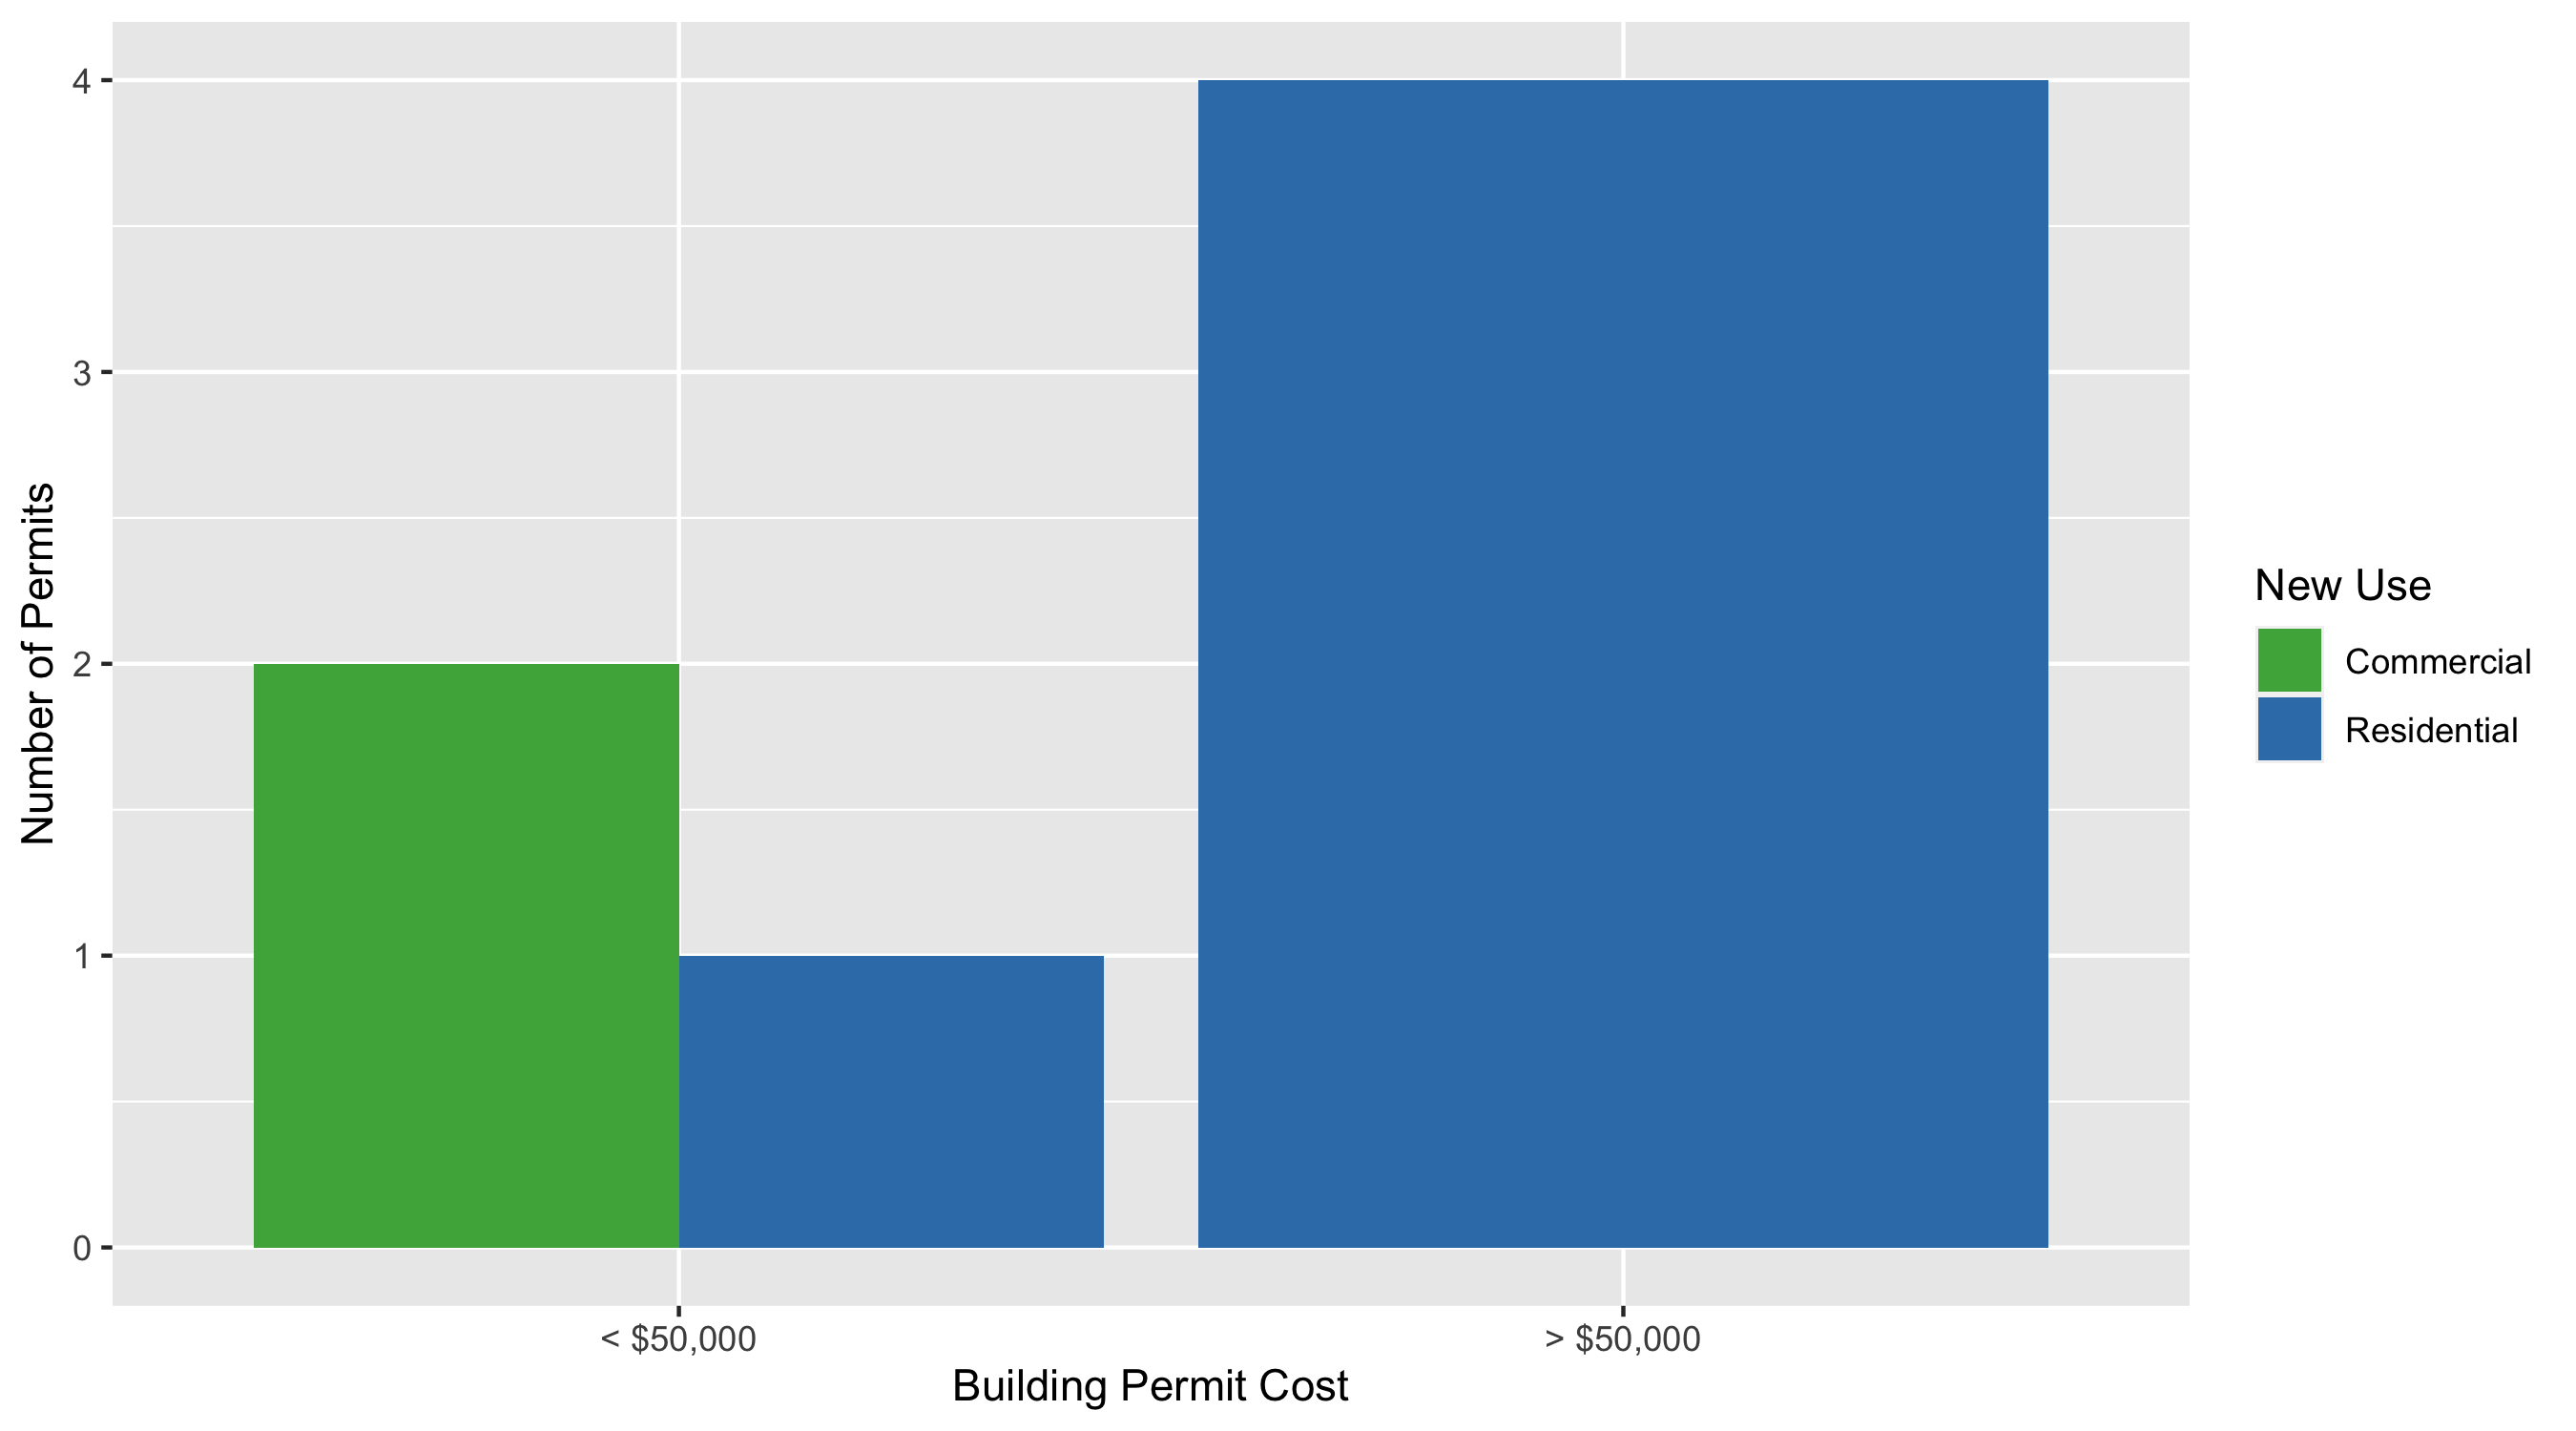 4
3
2
1
0
Number of Permits
< $50,000
> $50,000
Building Permit Cost
New Use
Commercial
Residential